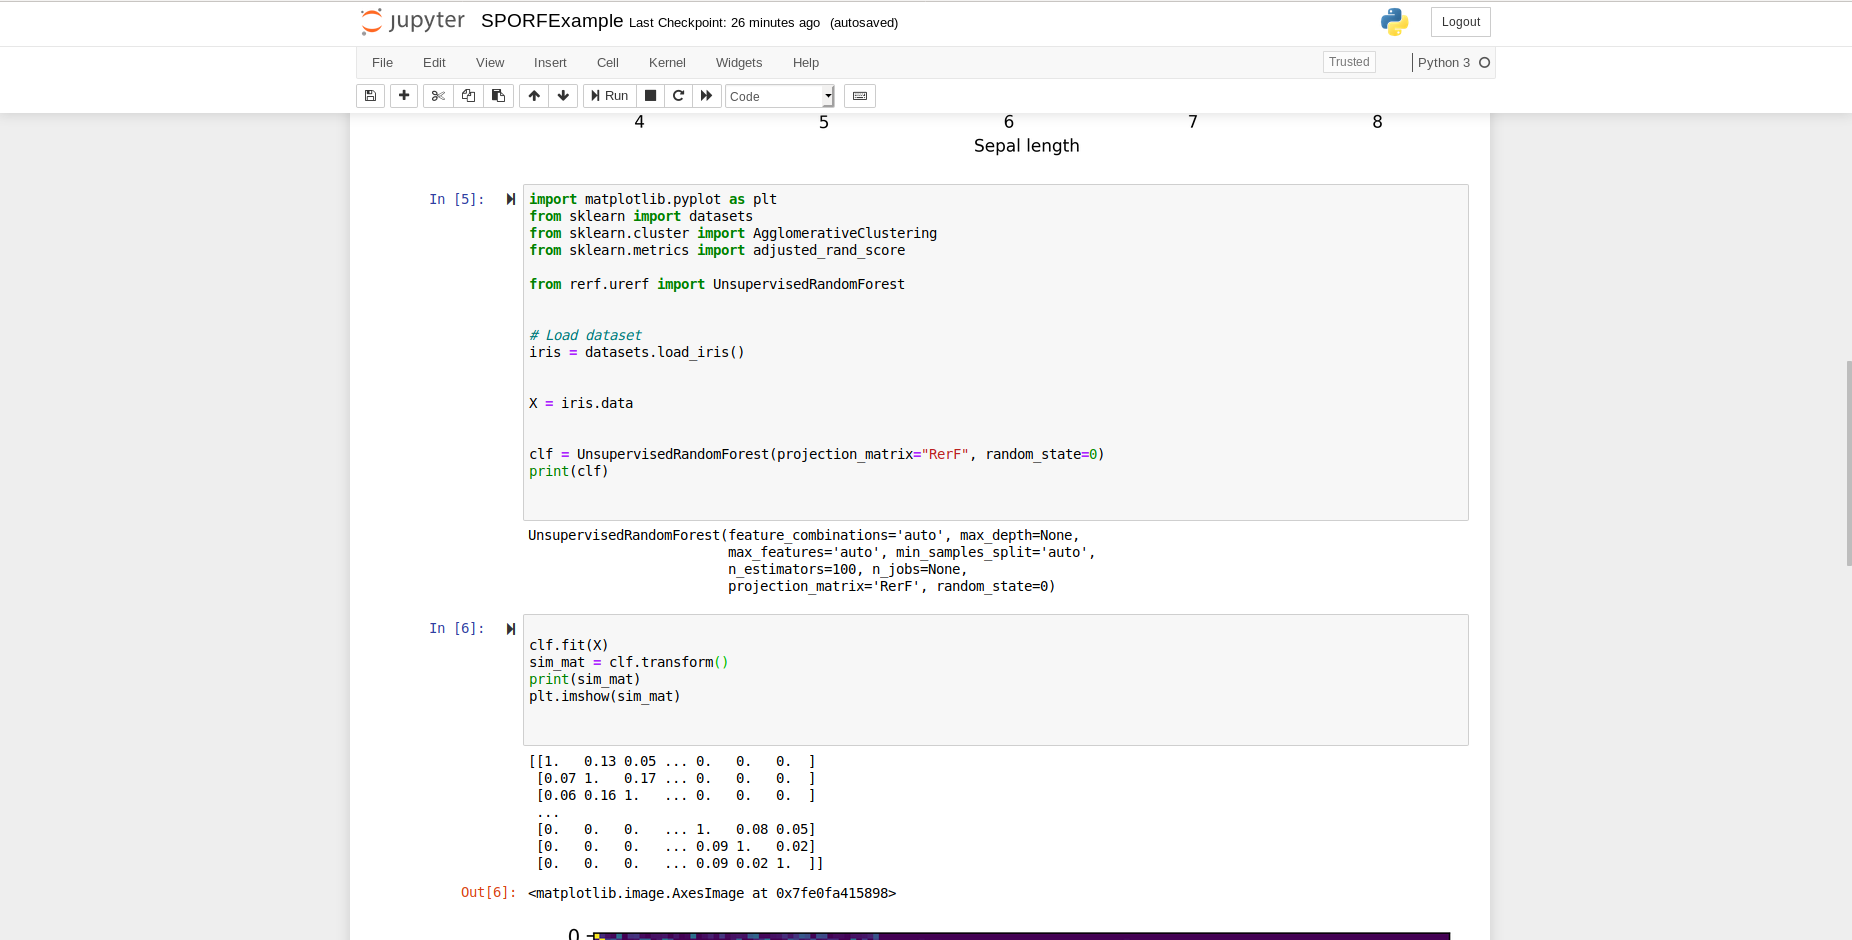 jupyter SPORFExample Last Checkpoint: 26 minutes ago (autosaved) Logout
File Edit View Insert Cell Kernel Widgets Help Trusted Python 3
Run Code
4 5 6 7 8
Sepal length
In [5]:
import matplotlib.pyplot as plt
from sklearn import datasets
from sklearn.cluster import AgglomerativeClustering
from sklearn.metrics import adjusted_rand_score
from rerf.urerf import UnsupervisedRandomForest
# Load dataset
iris = datasets.load_iris()
X = iris.data
clf = UnsupervisedRandomForest(projection_matrix="RerF", random_state=0)
print(clf)
UnsupervisedRandomForest(feature_combinations='auto', max_depth=None,
max_features='auto', min_samples_split='auto',
n_estimators=100, n_jobs=None,
projection_matrix='RerF', random_state=0)
In [6]:
clf.fit(X)
sim_mat = clf.transform()
print(sim_mat)
plt.imshow(sim_mat)
[[1.   0.13 0.05 ... 0.   0.   0.  ]
[0.07 1.   0.17 ... 0.   0.   0.  ]
[0.06 0.16 1.   ... 0.   0.   0.  ]
...
[0.   0.   0.   ... 1.   0.08 0.05]
[0.   0.   0.   ... 0.09 1.   0.02]
[0.   0.   0.   ... 0.09 0.02 1.  ]]
Out[6]: <matplotlib.image.AxesImage at 0x7fe0fa415898>
0